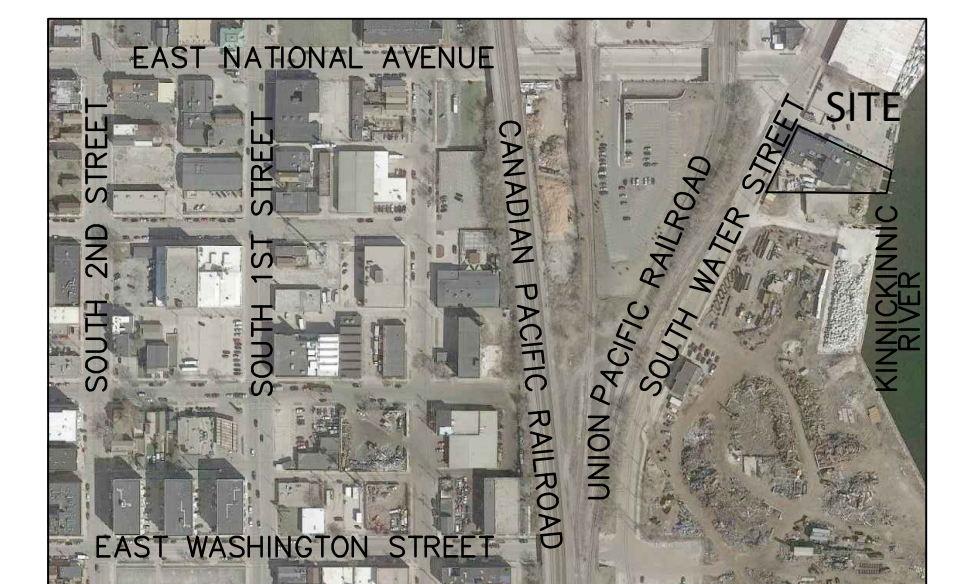 EAST NATIONAL AVENUE
SITE
SOUTH 2ND STREET
SOUTH 1ST STREET
CANADIAN PACIFIC RAILROAD
UNION PACIFIC RAILROAD
SOUTH WATER STREET
KINNICKINNIC
RIVER
EAST WASHINGTON STREET